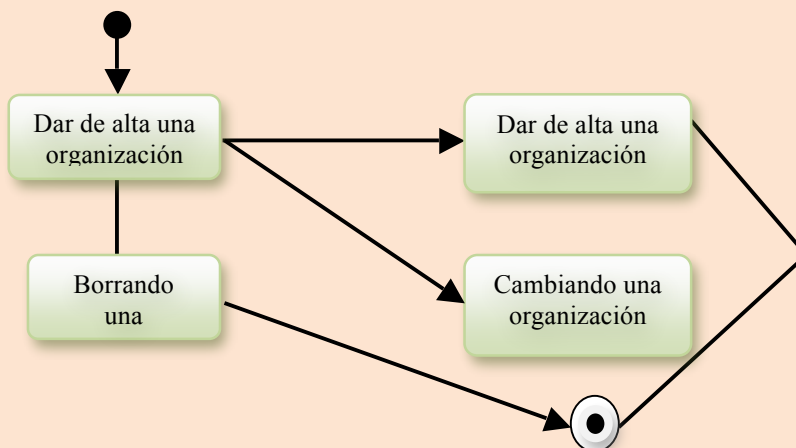 Dar de alta una
organización
Dar de alta una
organización
Borrando
una
Cambiando una
organización